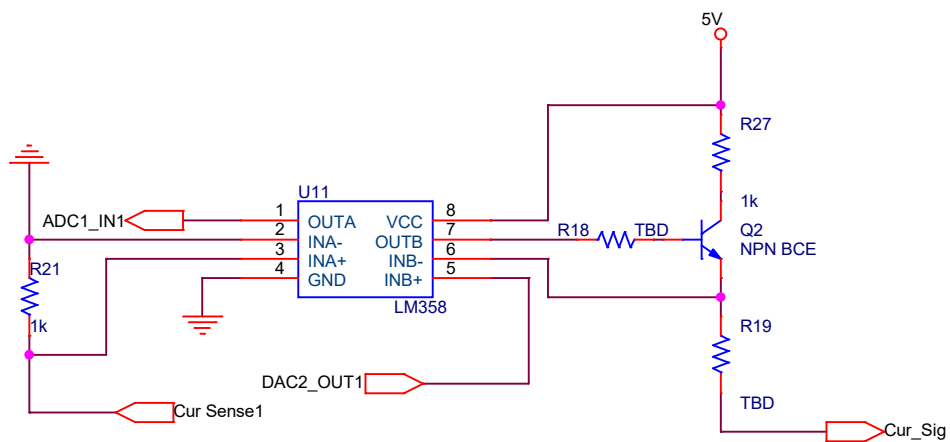 5V
R27
1k
U11
ADC1_IN1
1
OUTA
VCC
8
2
INA-
OUTB
7
R18
TBD
Q2
NPN BCE
3
INA+
INB-
6
4
GND
INB+
5
LM358
R21
1k
R19
TBD
DAC2_OUT1
Cur Sense1
Cur_Sig